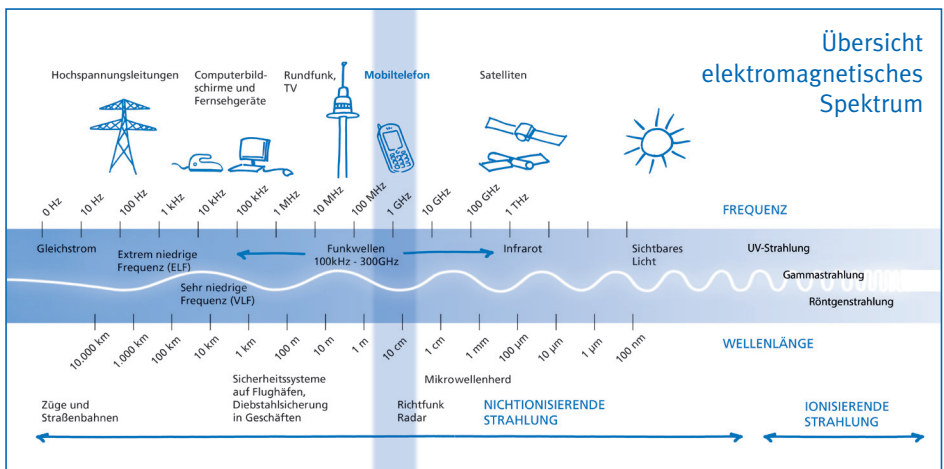 Übersicht
elektromagnetisches
Spektrum
Hochspannungsleitungen
Computerbild-
schirme und
Fernsehgeräte
Rundfunk,
TV
Mobiltelefon
Satelliten
0 Hz
10 Hz
100 Hz
1 kHz
10 kHz
100 kHz
1 MHz
10 MHz
100 MHz
1 GHz
10 GHz
100 GHz
1 THz
FREQUENZ
Gleichstrom
Extrem niedrige
Frequenz (ELF)
Sehr niedrige
Frequenz (VLF)
Funkwellen
100kHz - 300GHz
Infrarot
Sichtbares
Licht
UV-Strahlung
Gammastrahlung
Röntgenstrahlung
10.000 km
1.000 km
100 km
10 km
1 km
100 m
10 m
1 m
10 cm
1 cm
1 mm
100 µm
10 µm
1 µm
100 nm
WELLENLÄNGE
Züge und
Straßenbahnen
Sicherheitssysteme
auf Flughäfen,
Diebstahlsicherung
in Geschäften
Richtfunk
Radar
Mikrowellenherd
NICHTIONISIERENDE
STRAHLUNG
IONISIERENDE
STRAHLUNG